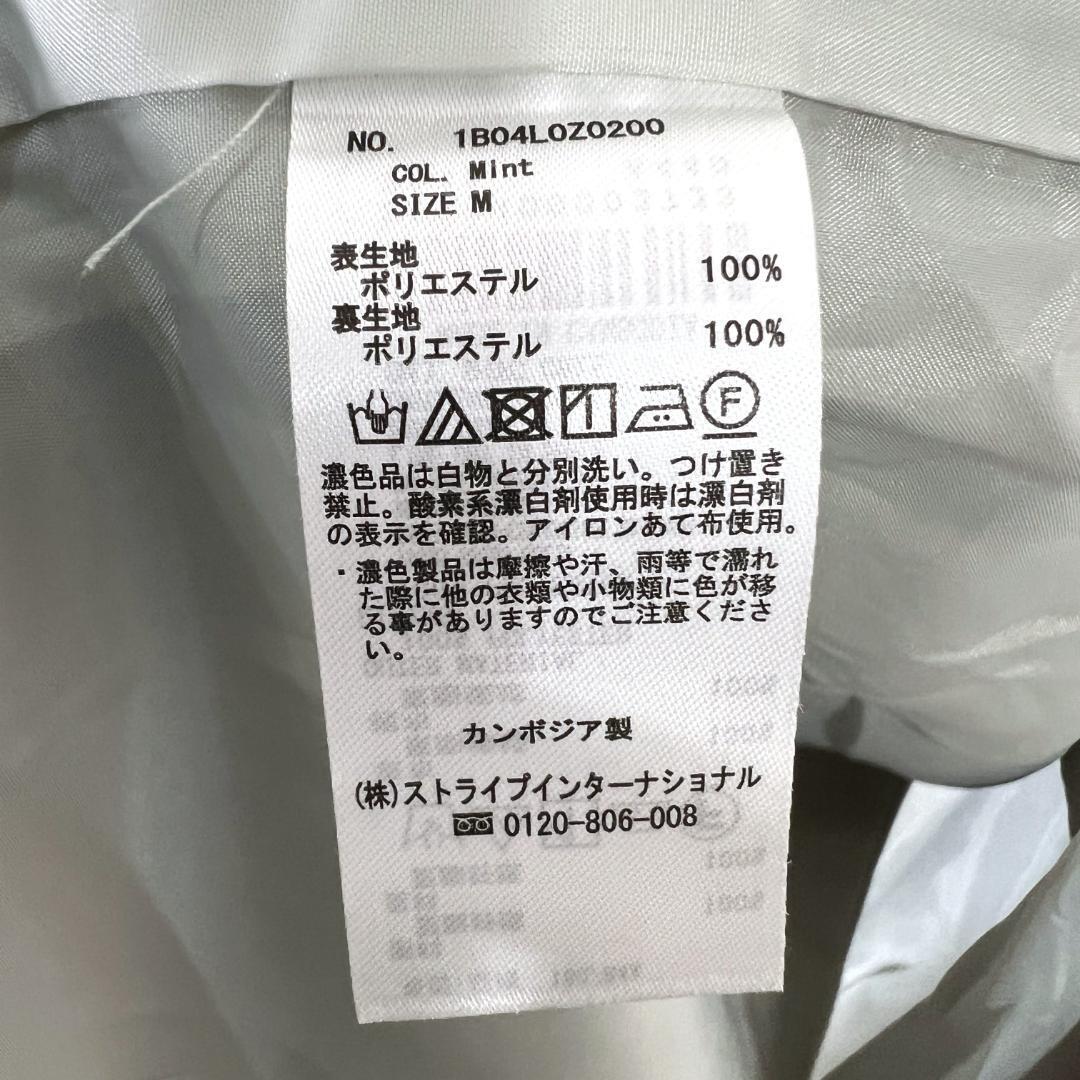 NO. 1B04L0Z0200
COL. Mint
SIZE M
表生地
ポリエステル 100%
裏生地
ポリエステル 100%
F
濃色品は白物と分別洗い。つけ置き
禁止。酸素系漂白剤使用時は漂白剤
の表示を確認。アイロンあて布使用。
・濃色製品は摩擦や汗、雨等で濡れ
た際に他の衣類や小物類に色が移
る事がありますのでご注意くださ
い。
カンボジア製
(株)ストライプインターナショナル
0120-806-008